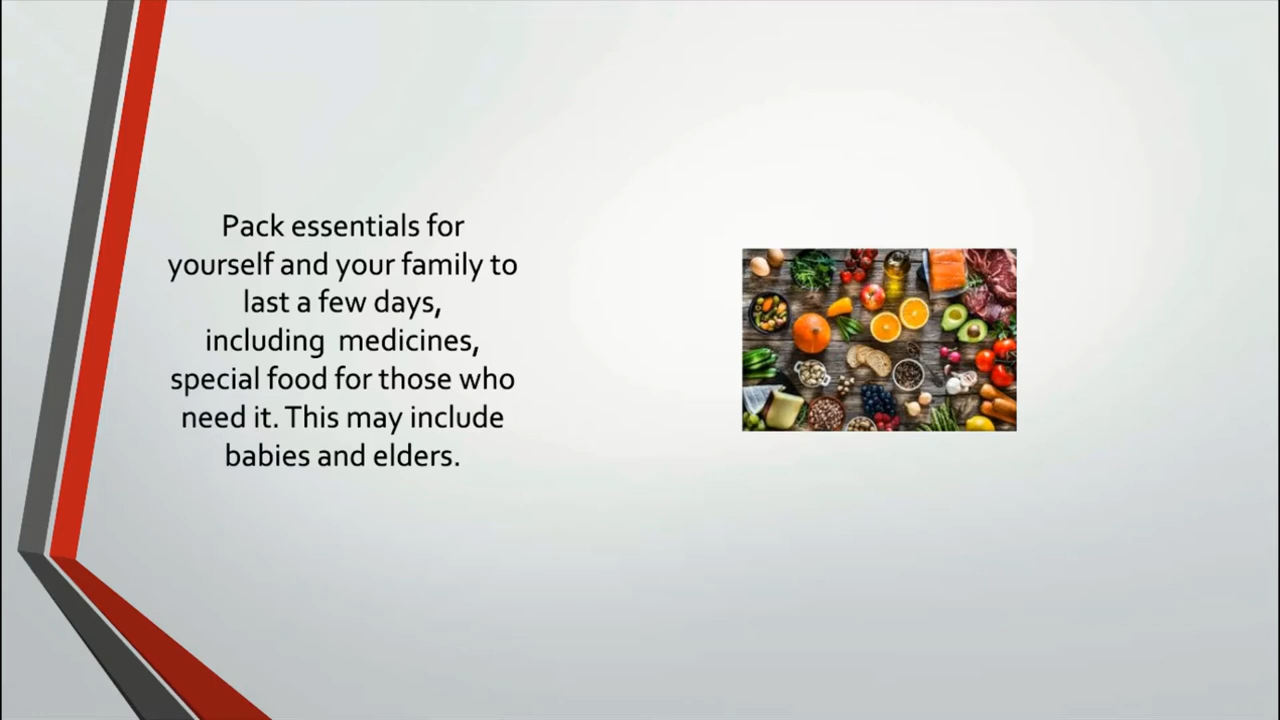 Pack essentials for
yourself and your family to
last a few days,
including  medicines,
special food for those who
need it. This may include
babies and elders.